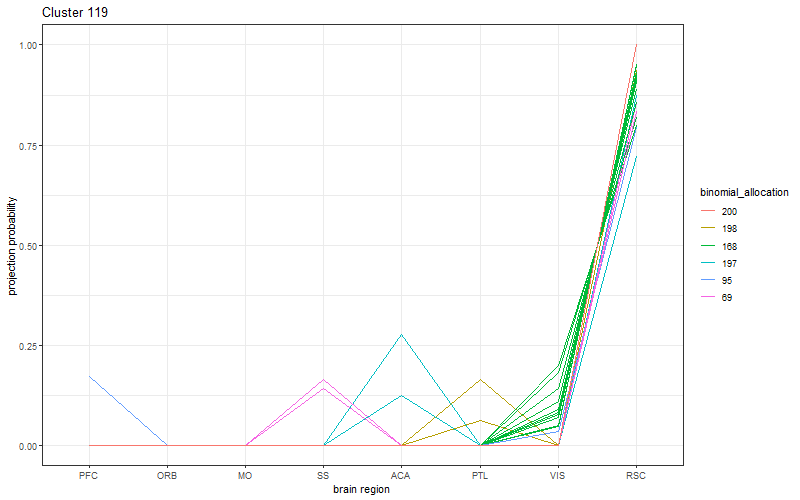 Cluster 119
1.00
0.75
0.50
0.25
0.00
projection probability
PFC ORB MO SS ACA PTL VIS RSC
brain region
binomial_allocation
200
198
168
197
95
69